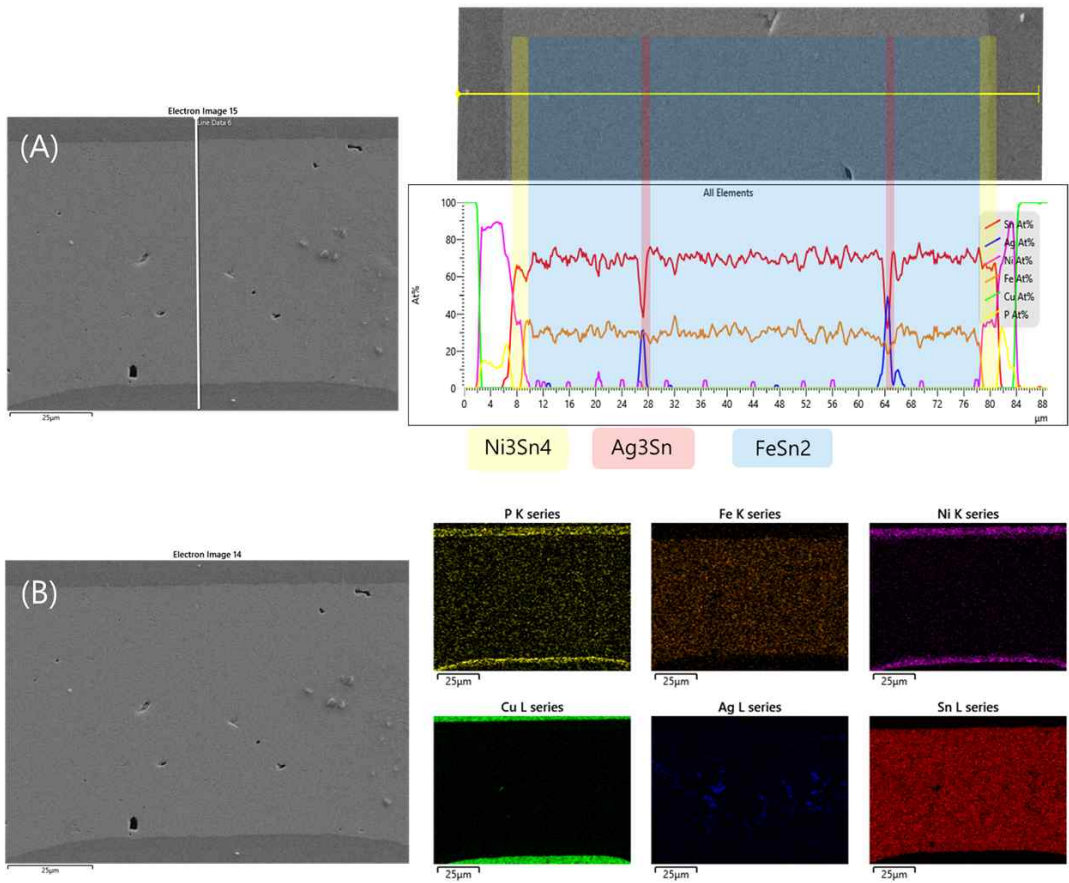 Electron Image 15
(A)
Line Data 6
25μm
All Elements
At%
100
80
60
40
20
0
Sn At%
Ag At%
Ni At%
Fe At%
Cu At%
P At%
0 4 8 12 16 20 24 28 32 36 40 44 48 52 56 60 64 68 72 76 80 84 88
μm
Ni3Sn4
Ag3Sn
FeSn2
Electron Image 14
(B)
25μm
P K series
Fe K series
Ni K series
25μm
25μm
25μm
Cu L series
Ag L series
Sn L series
25μm
25μm
25μm